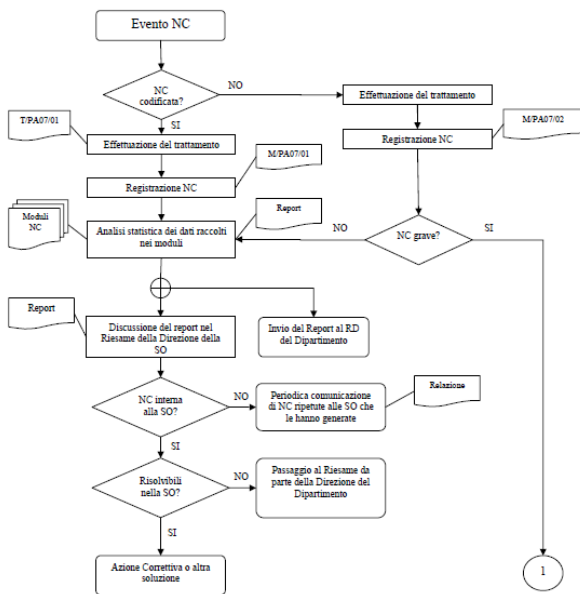 Evento NC
NC
codificata?
NO
SI
Effettuazione del trattamento
T/PA07/01
M/PA07/02
Effettuazione del trattamento
Registrazione NC
M/PA07/01
Registrazione NC
Moduli
NC
Analisi statistica dei dati raccolti
nei moduli
Report
NO
NC grave?
SI
Report
Discussione del report nel
Riesame della Direzione della
SO
Invio del Report al RD
del Dipartimento
NC interna
alla SO?
NO
SI
Periodica comunicazione
di NC ripetute alle SO che
le hanno generate
Relazione
Risolvibili
nella SO?
NO
SI
Passaggio al Riesame da
parte della Direzione del
Dipartimento
Azione Correttiva o altra
soluzione
1